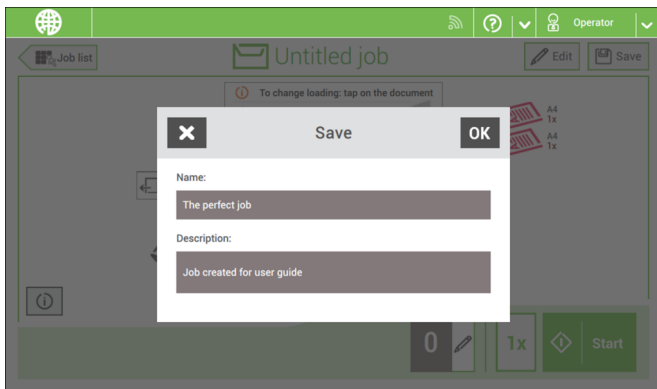 Operator
Job list
Untitled job
Edit
Save
To change loading: tap on the document
A4
1x
A4
1x
Save
OK
Name:
The perfect job
Description:
Job created for user guide
0
1x
Start